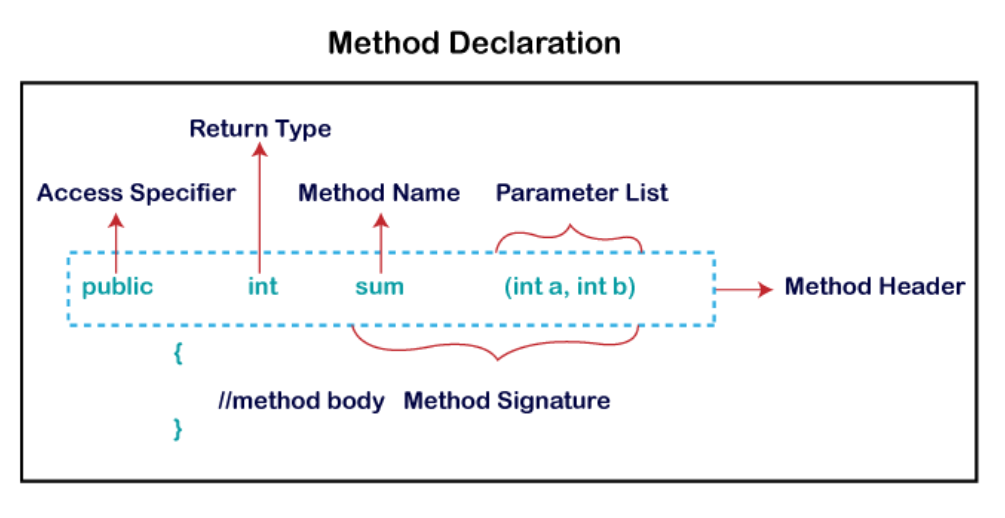 Method Declaration
Return Type
Access Specifier
Method Name
Parameter List
public int sum (int a, int b)
Method Header
{
//method body Method Signature
}